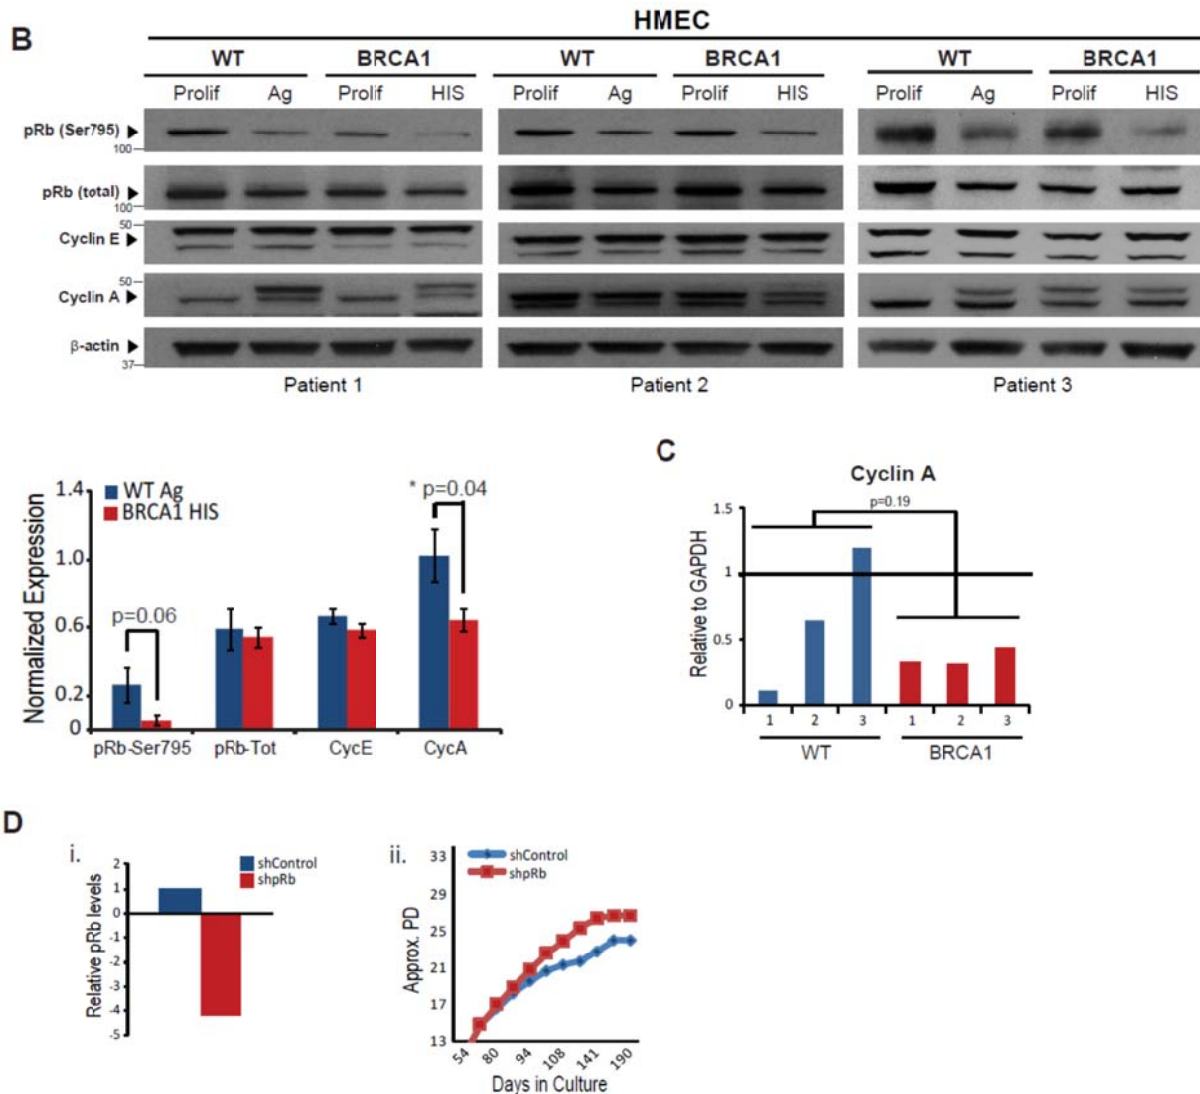 B
HMEC
WT BRCA1 WT BRCA1 WT BRCA1
Prolif Ag Prolif HIS Prolif Ag Prolif HIS Prolif Ag Prolif HIS
pRb (Ser795)
100
pRb (total)
100
50
Cyclin E
50
Cyclin A
β-actin
37
Patient 1 Patient 2 Patient 3
Normalized Expression
1.4
1.0
0.6
0.2
0
WT Ag
BRCA1 HIS
p=0.06
* p=0.04
pRb-Ser795 pRb-Tot CycE CycA
C
Cyclin A
p=0.19
Relative to GAPDH
1.5
1
0.5
0
1 2 3 1 2 3
WT BRCA1
D
i.
Relative pRb levels
2
1
0
-1
-2
-3
-4
-5
shControl
shpRb
ii.
Approx. PD
33
29
25
21
17
13
shControl
shpRb
54 80 94 108 141 190
Days in Culture